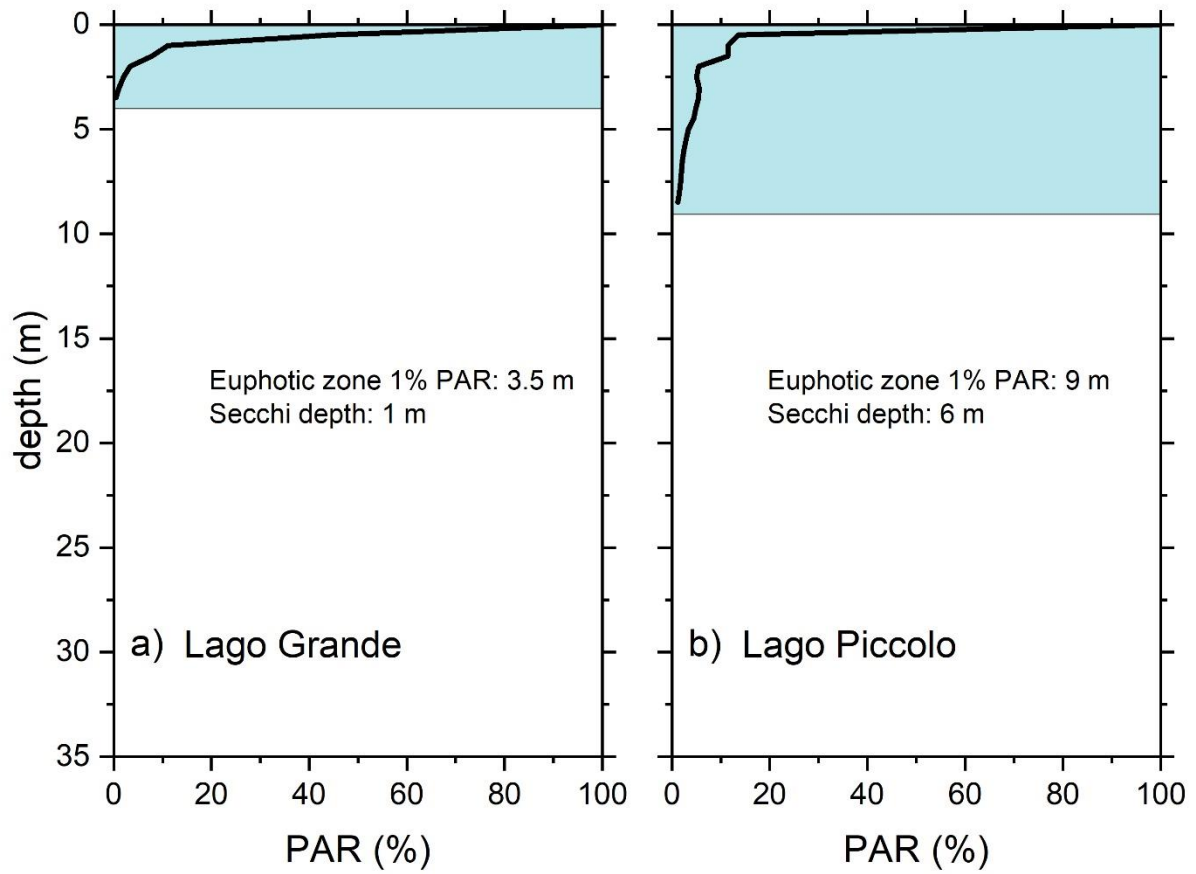 0
5
10
15
20
25
30
35
depth (m)
Euphotic zone 1% PAR: 3.5 m
Secchi depth: 1 m
a) Lago Grande
0 20 40 60 80 100
PAR (%)
Euphotic zone 1% PAR: 9 m
Secchi depth: 6 m
b) Lago Piccolo
0 20 40 60 80 100
PAR (%)